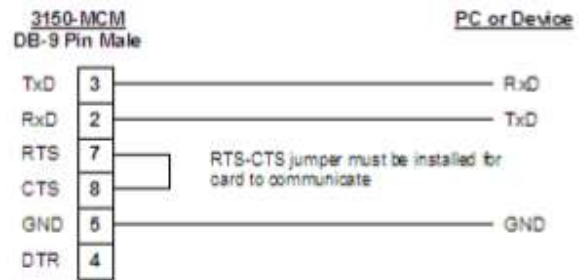 3150-MCM PC or Device
DB-9 Pin Male
TxD 3 RxD
RxD 2 TxD
RTS 7 RTS-CTS jumper must be installed for
CTS 8 card to communicate
GND 5 GND
DTR 4